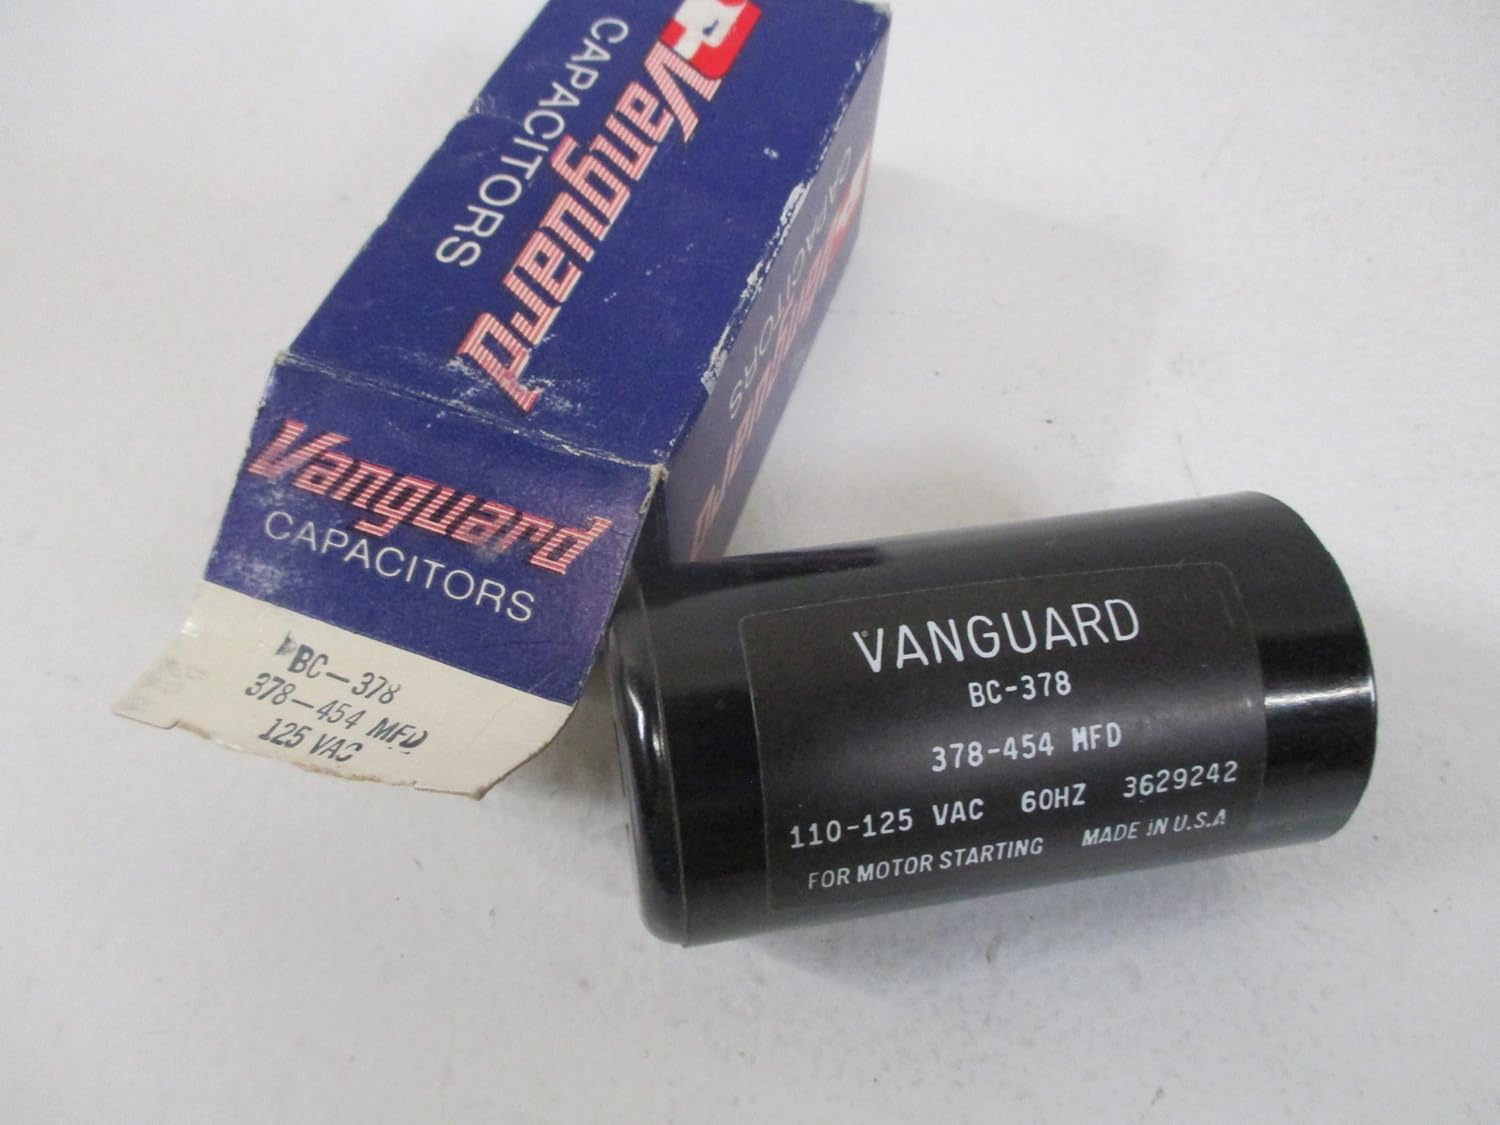 Vanguard
CAPACITORS
Vanguard
CAPACITORS
Vanguard
CAPACITORS
BC-378
378-454 MFD
125 VAC
VANGUARD
BC-378
378-454 MFD
110-125 VAC 60HZ 3629242
FOR MOTOR STARTING MADE IN U.S.A